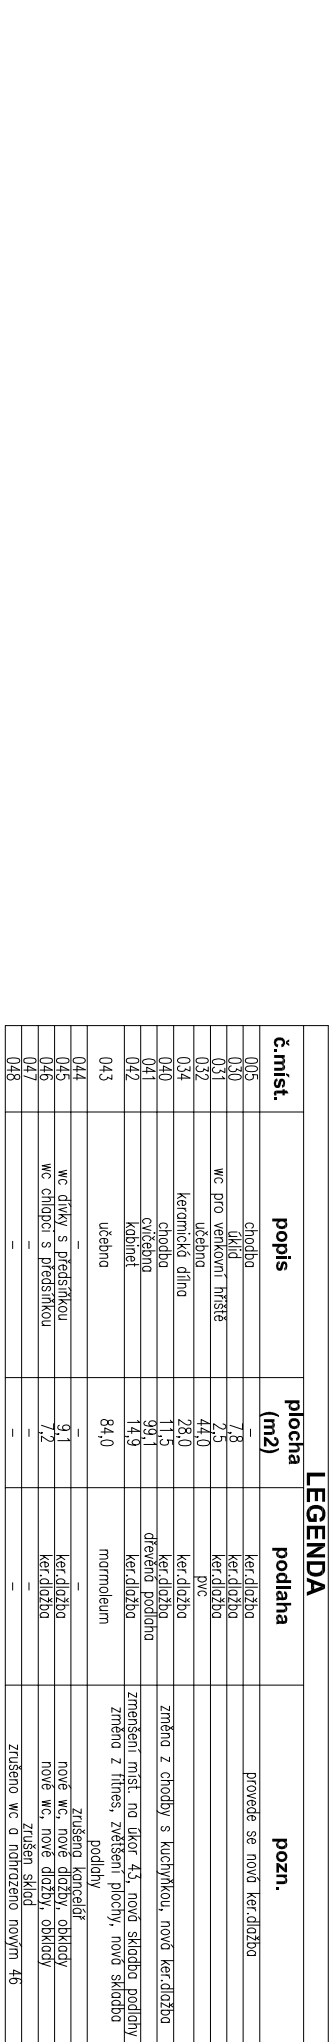 LEGENDA
č.míst. popis plocha (m2) podlaha pozn.
005 chodba – ker.dlažba provede se nová ker.dlažba
030 úklid 7,8 ker.dlažba
031 wc pro venkovní hřiště 2,5 ker.dlažba
032 učebna 44,0 pvc
034 keramická dílna 28,0 ker.dlažba
040 chodba 11,5 ker.dlažba změna z chodby s kuchyňkou, nová ker.dlažba
041 cvičebna 99,1 dřevěná podlaha
042 kabinet 14,9 ker.dlažba zmenšení míst. na úkor 43, nová skladba podlahy
043 učebna 84,0 marmoleum změna z fitnes, zvětšení plochy, nová skladba
podlahy
044 – – – zrušena kancelář
045 wc dívky s předsíňkou 9,1 ker.dlažba nové wc, nové dlažby, obklady
046 wc chlapci s předsíňkou 7,2 ker.dlažba nové wc, nové dlažby, obklady
047 – – – zrušen sklad
048 – – – zrušeno wc a nahrazeno novým 46